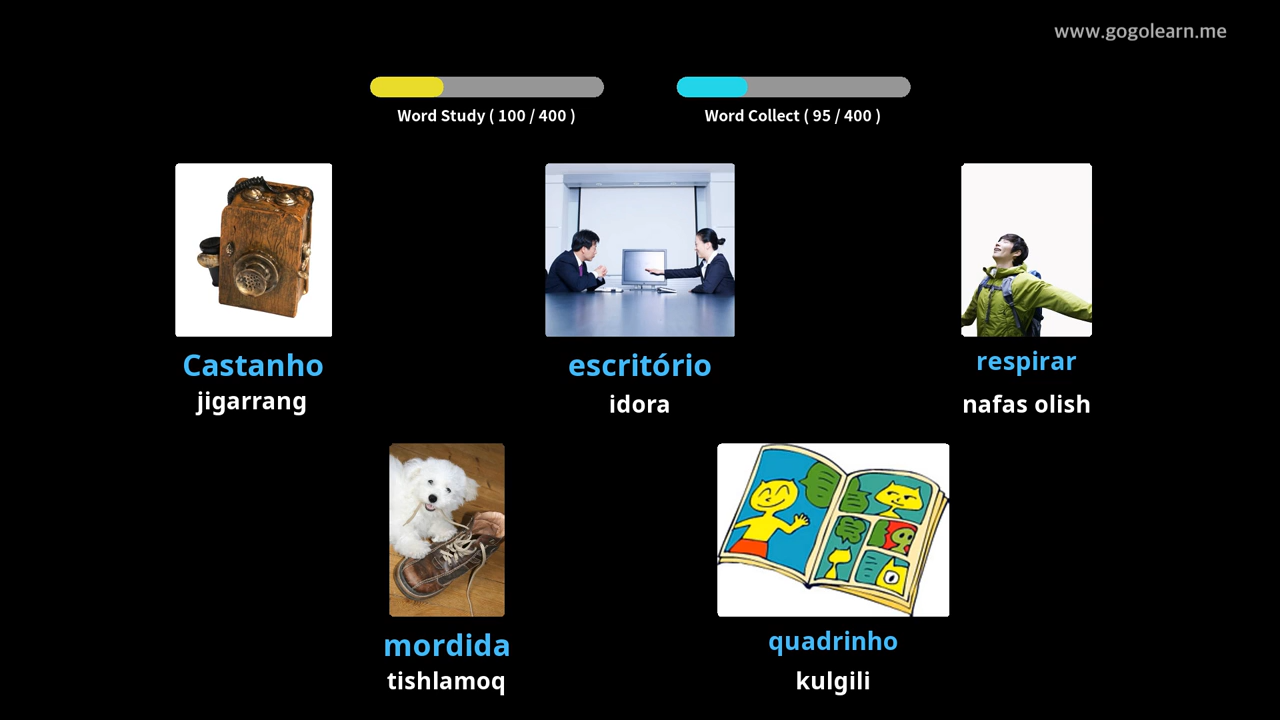 www.gogolearn.me
Word Study ( 100 / 400 )
Word Collect ( 95 / 400 )
Castanho
jigarrang
escritório
idora
respirar
nafas olish
mordida
tishlamoq
quadrinho
kulgili